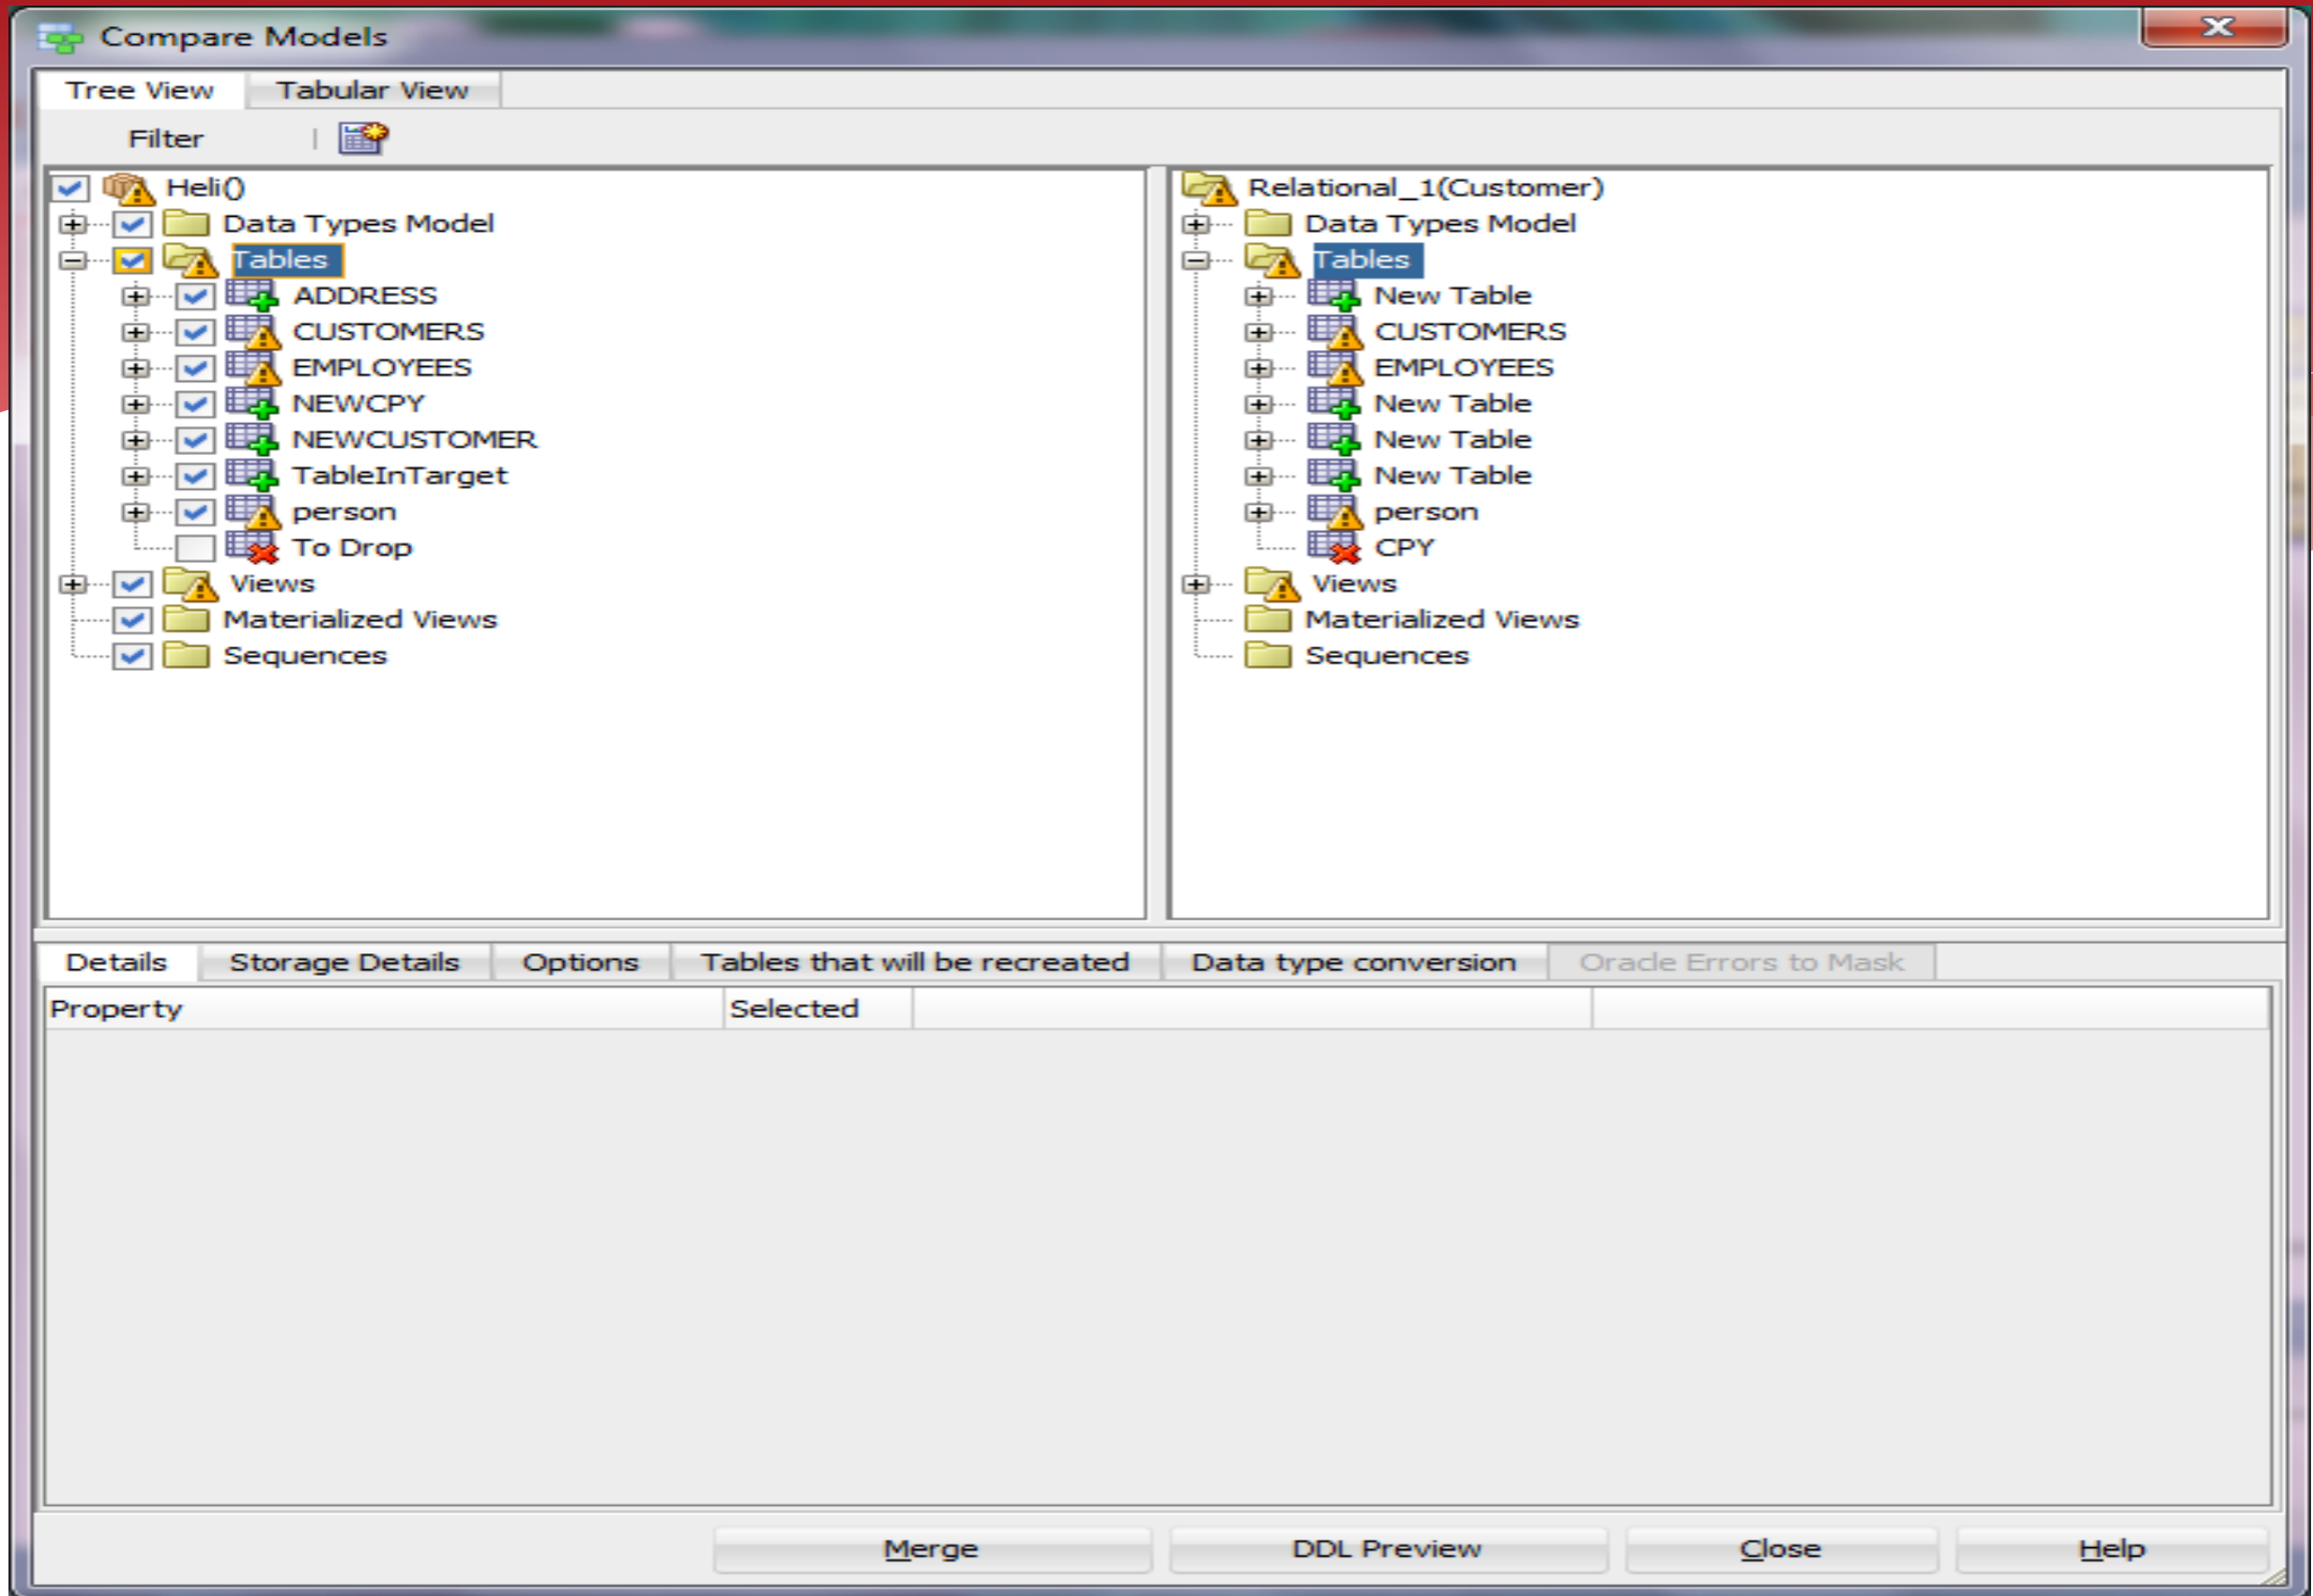 Compare Models
Tree View Tabular View
Filter
Heli()
Data Types Model
Tables
ADDRESS
CUSTOMERS
EMPLOYEES
NEWCPY
NEWCUSTOMER
TableInTarget
person
To Drop
Views
Materialized Views
Sequences
Relational_1(Customer)
Data Types Model
Tables
New Table
CUSTOMERS
EMPLOYEES
New Table
New Table
New Table
person
CPY
Views
Materialized Views
Sequences
Details Storage Details Options Tables that will be recreated Data type conversion Oracle Errors to Mask
Property Selected
Merge DDL Preview Close Help